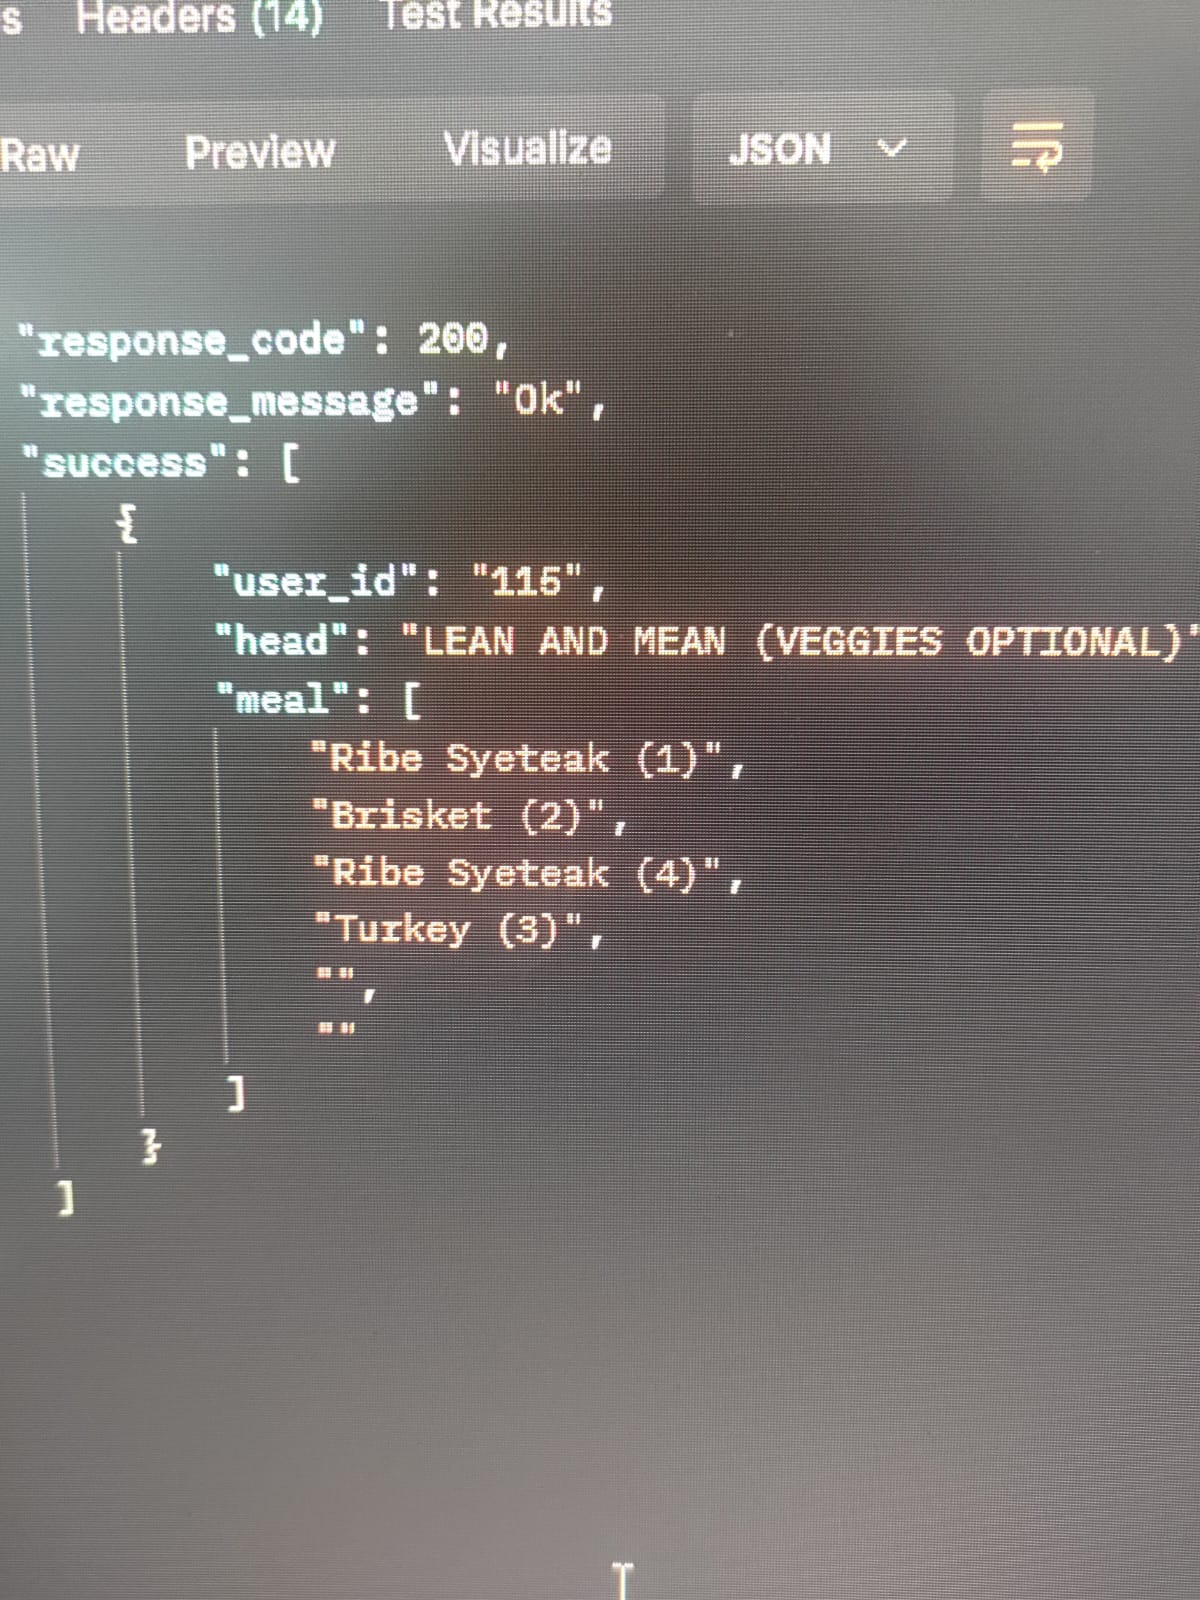 s Headers (14) Test Results
Raw Preview Visualize JSON
"response_code": 200,
"response_message": "Ok",
"success": [
{
"user_id": "115",
"head": "LEAN AND MEAN (VEGGIES OPTIONAL)"
"meal": [
"Ribe Syeteak (1)",
"Brisket (2)",
"Ribe Syeteak (4)",
"Turkey (3)",
"",
""
]
}
]